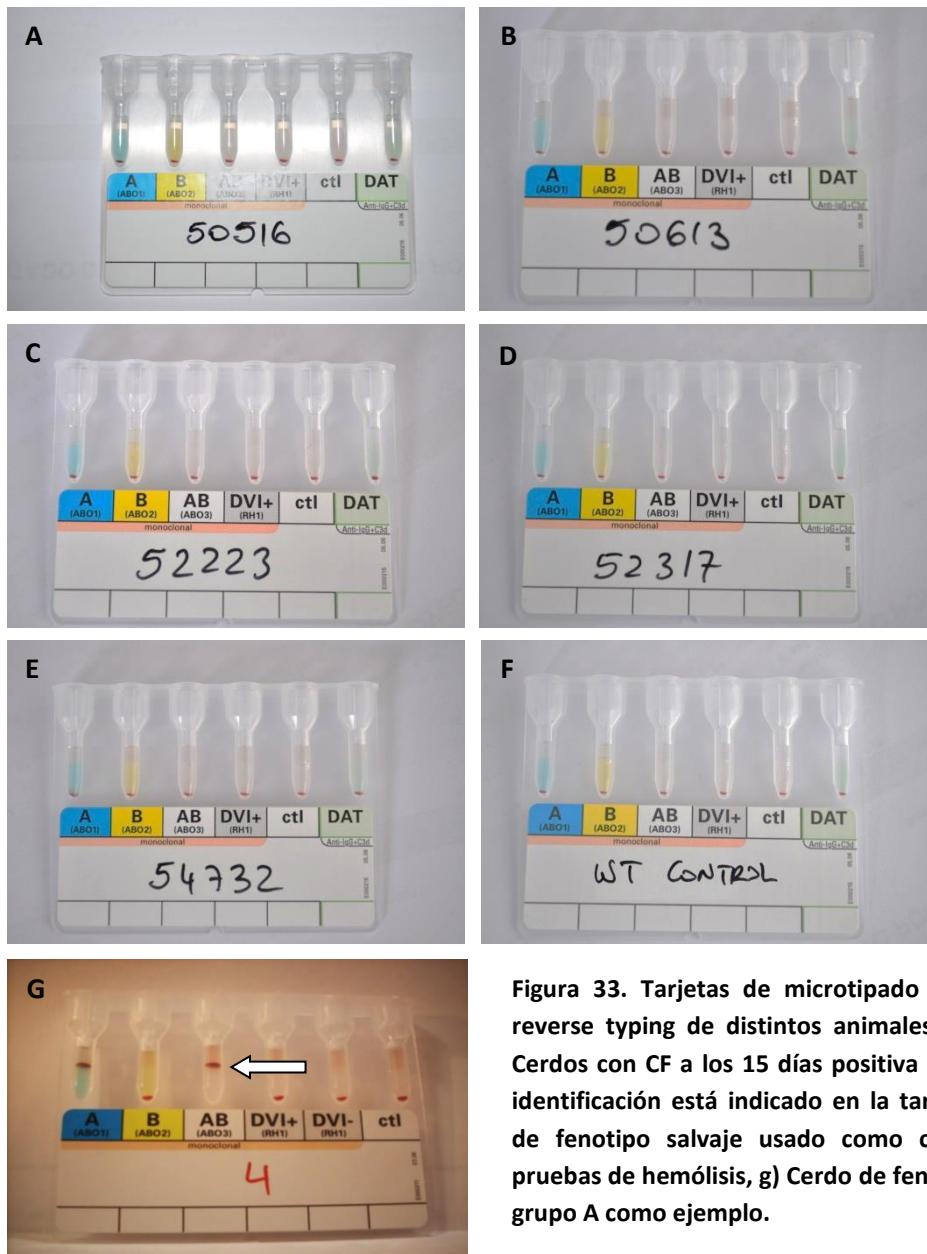 A
A B AB DVI+ ctl DAT
(ABO1) (ABO2) (ABO3) (RH1) Anti-IgG+C3d
monoclonal
50516
B
A B AB DVI+ ctl DAT
(ABO1) (ABO2) (ABO3) (RH1) Anti-IgG+C3d
monoclonal
50613
C
A B AB DVI+ ctl DAT
(ABO1) (ABO2) (ABO3) (RH1) Anti-IgG+C3d
monoclonal
52223
D
A B AB DVI+ ctl DAT
(ABO1) (ABO2) (ABO3) (RH1) Anti-IgG+C3d
monoclonal
52317
E
A B AB DVI+ ctl DAT
(ABO1) (ABO2) (ABO3) (RH1) Anti-IgG+C3d
monoclonal
54732
F
A B AB DVI+ ctl DAT
(ABO1) (ABO2) (ABO3) (RH1) Anti-IgG+C3d
monoclonal
WT CONTROL
G
A B AB DVI+ DVI- ctl
(ABO1) (ABO2) (ABO3) (RH1) (RH1)
monoclonal
4
Figura 33. Tarjetas de microtipado
reverse typing de distintos animales
Cerdos con CF a los 15 días positiva
identificación está indicado en la
de fenotipo salvaje usado como
pruebas de hemólisis, g) Cerdo de
grupo A como ejemplo.